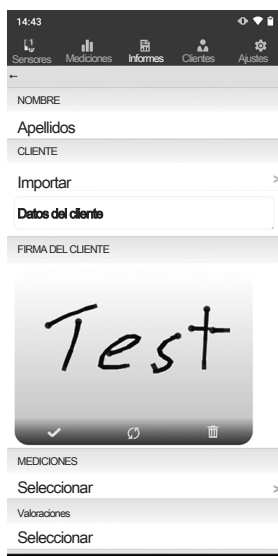 14:43
Sensores Mediciones Informes Clientes Ajustes
NOMBRE
Apellidos
CLIENTE
Importar
Datos del cliente
FIRMA DEL CLIENTE
Test
MEDICIONES
Seleccionar
Valoraciones
Seleccionar